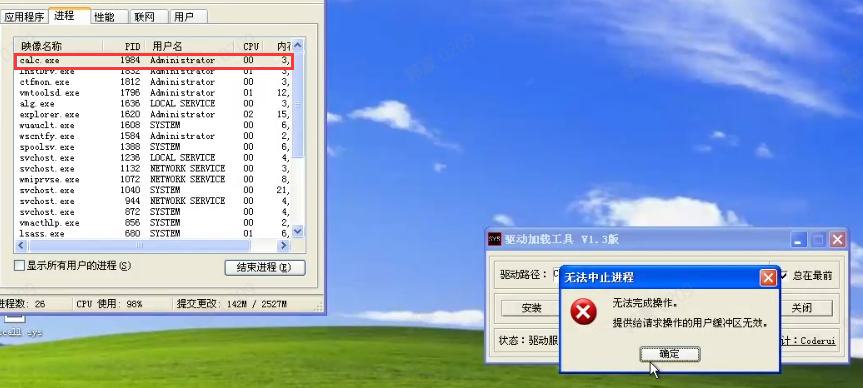 应用程序 进程 性能 联网 用户
映像名称 PID 用户名 CPU 内存
calc.exe 1984 Administrator 00 3,
InstDrv.exe 1832 Administrator 01 3,
ctfmon.exe 1812 Administrator 00 3,
vmtoolsd.exe 1796 Administrator 01 12,
alg.exe 1636 LOCAL SERVICE 00 3,
explorer.exe 1620 Administrator 02 15,
wuauclt.exe 1608 SYSTEM 00 6,
wscntfy.exe 1584 Administrator 00 2,
spoolsv.exe 1388 SYSTEM 00 6,
svchost.exe 1236 LOCAL SERVICE 00 4,
svchost.exe 1132 NETWORK SERVICE 00 3,
wmiprvse.exe 1072 NETWORK SERVICE 00 8,
svchost.exe 1040 SYSTEM 00 21,
svchost.exe 944 NETWORK SERVICE 00 4,
svchost.exe 872 SYSTEM 00 4,
vmacthlp.exe 856 SYSTEM 00 2,
lsass.exe 680 SYSTEM 01 6,
显示所有用户的进程(S)
结束进程(E)
进程数: 26 CPU 使用: 98% 提交更改: 142M / 2527M
SYS 驱动加载工具 V1.3版
驱动路径: C
总在最前
安装
关闭
状态:驱动服
计:Coderui
无法中止进程
无法完成操作。
提供给请求操作的用户缓冲区无效。
确定